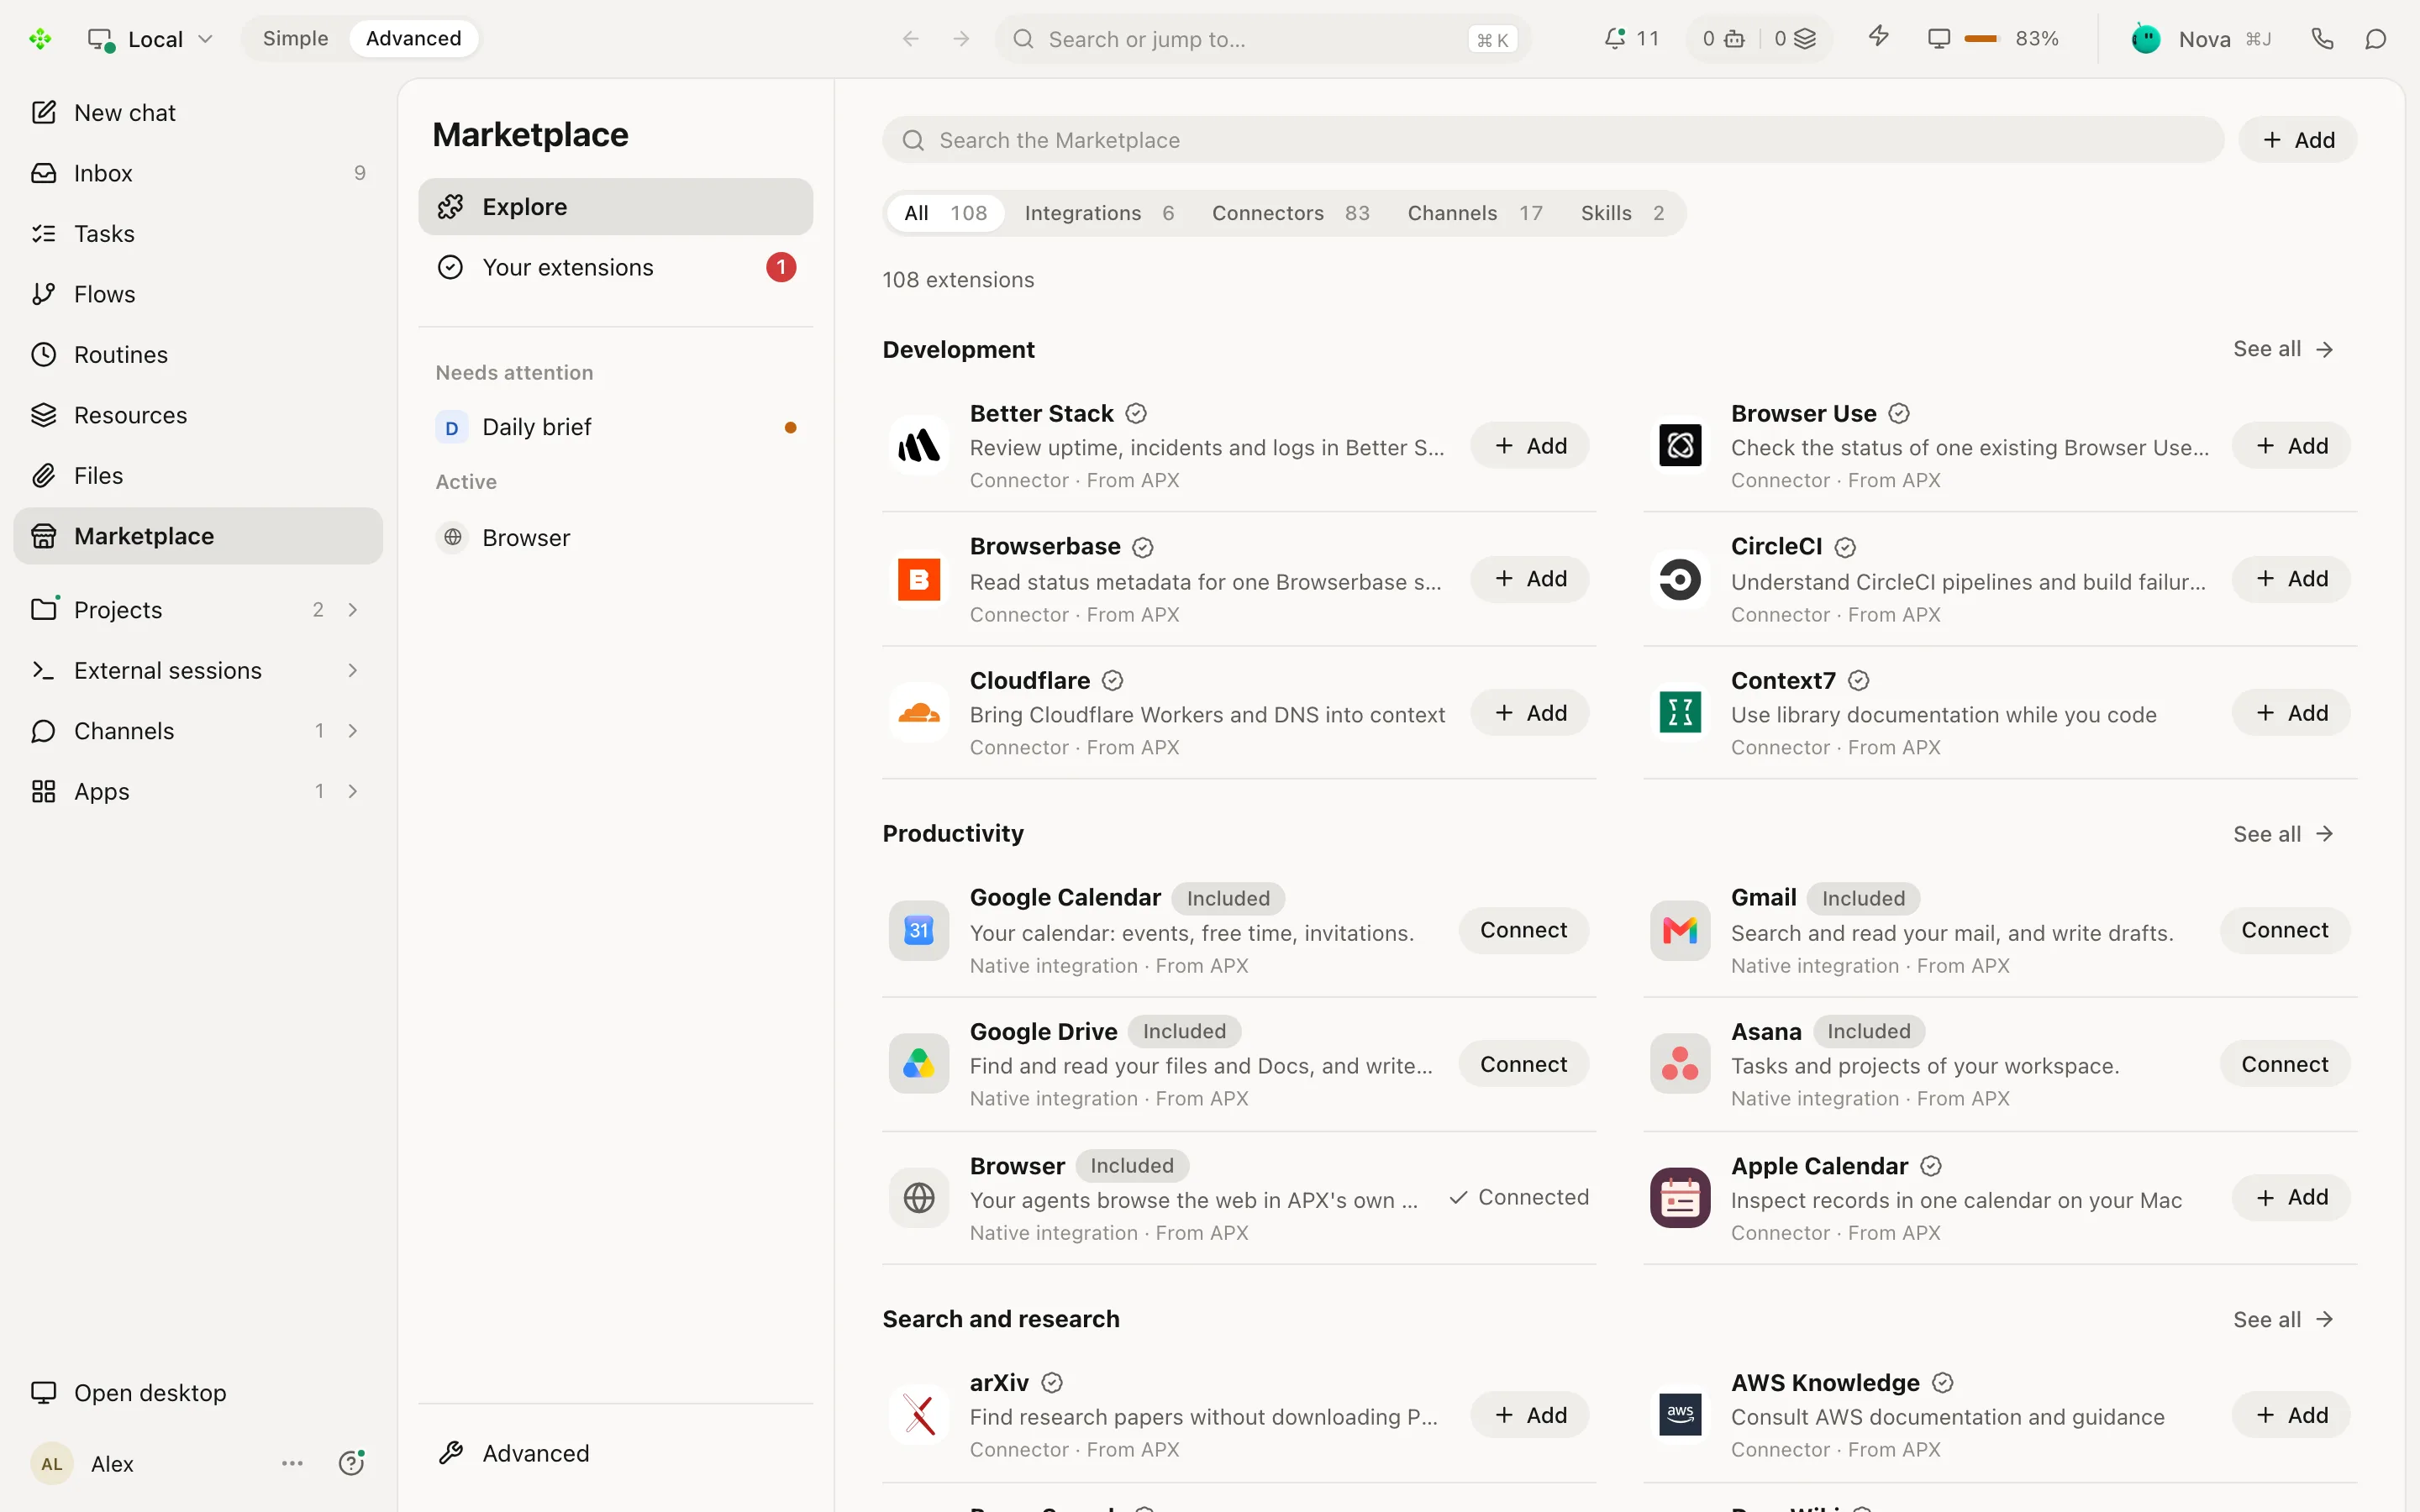 Local
Simple
Advanced
Search or jump to...
⌘ K
11
0
0
83%
Nova ⌘J
New chat
Inbox 9
Tasks
Flows
Routines
Resources
Files
Marketplace
Projects 2
External sessions
Channels 1
Apps 1
Open desktop
AL Alex
Marketplace
Explore
Your extensions 1
Needs attention
D Daily brief
Active
Browser
Advanced
Search the Marketplace
+ Add
All 108 Integrations 6 Connectors 83 Channels 17 Skills 2
108 extensions
Development
See all →
Better Stack
Review uptime, incidents and logs in Better S...
Connector · From APX
+ Add
Browser Use
Check the status of one existing Browser Use...
Connector · From APX
+ Add
Browserbase
Read status metadata for one Browserbase s...
Connector · From APX
+ Add
CircleCI
Understand CircleCI pipelines and build failur...
Connector · From APX
+ Add
Cloudflare
Bring Cloudflare Workers and DNS into context
Connector · From APX
+ Add
Context7
Use library documentation while you code
Connector · From APX
+ Add
Productivity
See all →
31
Google Calendar Included
Your calendar: events, free time, invitations.
Native integration · From APX
Connect
Gmail Included
Search and read your mail, and write drafts.
Native integration · From APX
Connect
Google Drive Included
Find and read your files and Docs, and write...
Native integration · From APX
Connect
Asana Included
Tasks and projects of your workspace.
Native integration · From APX
Connect
Browser Included
Your agents browse the web in APX's own ...
Native integration · From APX
Connected
Apple Calendar
Inspect records in one calendar on your Mac
Connector · From APX
+ Add
Search and research
See all →
arXiv
Find research papers without downloading P...
Connector · From APX
+ Add
aws
AWS Knowledge
Consult AWS documentation and guidance
Connector · From APX
+ Add